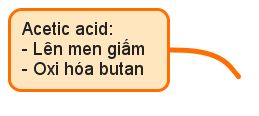 Acetic acid:
- Lên men giấm
- Oxi hóa butan